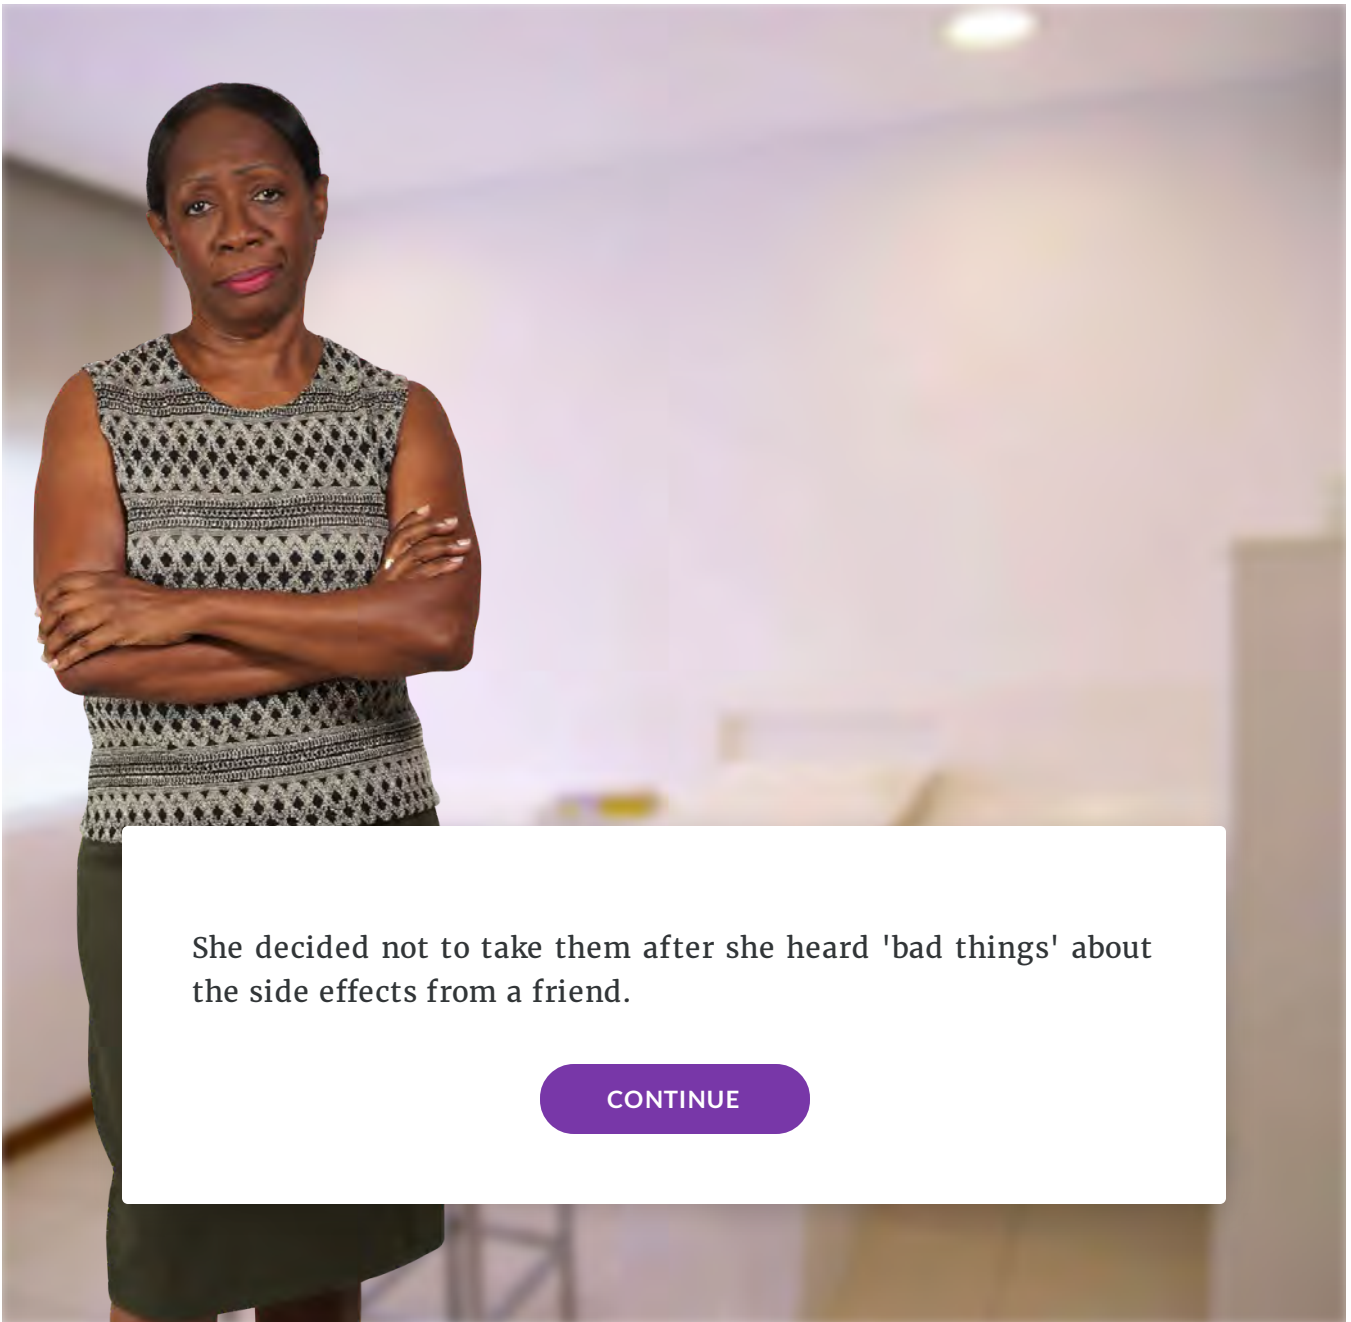 She decided not to take them after she heard 'bad things' about
the side effects from a friend.
CONTINUE